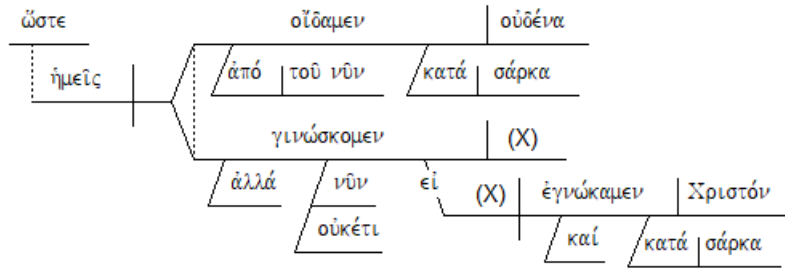 ὥστε οἴδαμεν οὐδένα
ἡμεῖς ἀπό τοῦ νῦν κατά σάρκα
γινώσκομεν (X)
ἀλλά νῦν εἰ (X) ἐγνώκαμεν Χριστόν
οὐκέτι καί κατά σάρκα